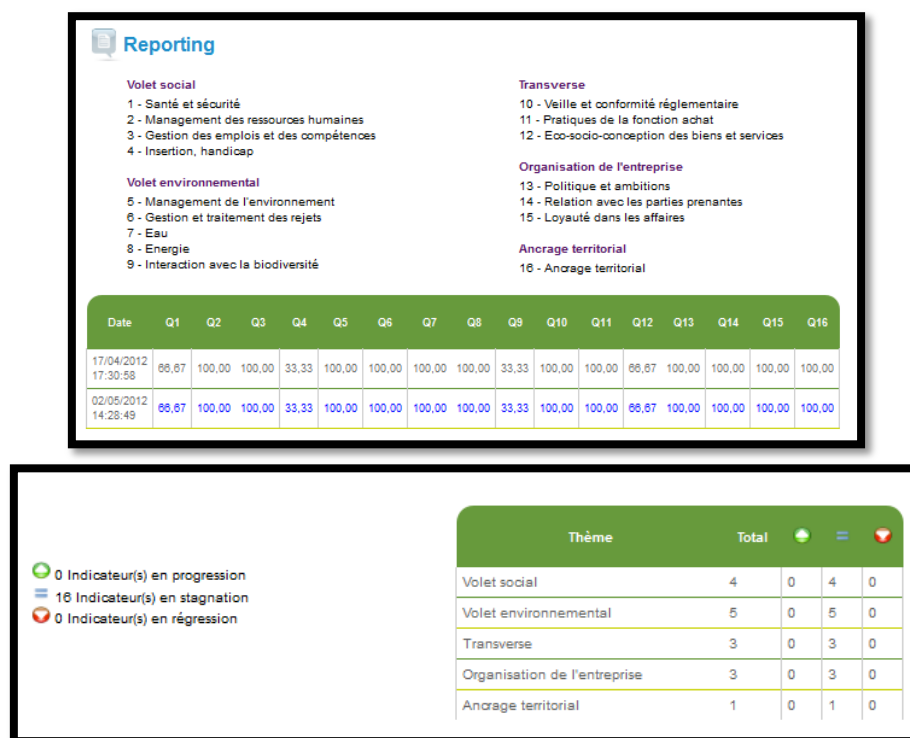 Reporting
Volet social
1 - Santé et sécurité
2 - Management des ressources humaines
3 - Gestion des emplois et des compétences
4 - Insertion, handicap
Volet environnemental
5 - Management de l'environnement
6 - Gestion et traitement des rejets
7 - Eau
8 - Energie
9 - Interaction avec la biodiversité
Transverse
10 - Veille et conformité réglementaire
11 - Pratiques de la fonction achat
12 - Eco-socio-conception des biens et services
Organisation de l'entreprise
13 - Politique et ambitions
14 - Relation avec les parties prenantes
15 - Loyauté dans les affaires
Ancrage territorial
16 - Ancrage territorial
Date Q1 Q2 Q3 Q4 Q5 Q6 Q7 Q8 Q9 Q10 Q11 Q12 Q13 Q14 Q15 Q16
17/04/2012 17:30:58 66,67 100,00 100,00 33,33 100,00 100,00 100,00 100,00 33,33 100,00 100,00 66,67 100,00 100,00 100,00 100,00
02/05/2012 14:28:49 66,67 100,00 100,00 33,33 100,00 100,00 100,00 100,00 33,33 100,00 100,00 66,67 100,00 100,00 100,00 100,00
0 Indicateur(s) en progression
= 16 Indicateur(s) en stagnation
0 Indicateur(s) en régression
Thème Total =
Volet social 4 0 4 0
Volet environnemental 5 0 5 0
Transverse 3 0 3 0
Organisation de l'entreprise 3 0 3 0
Ancrage territorial 1 0 1 0